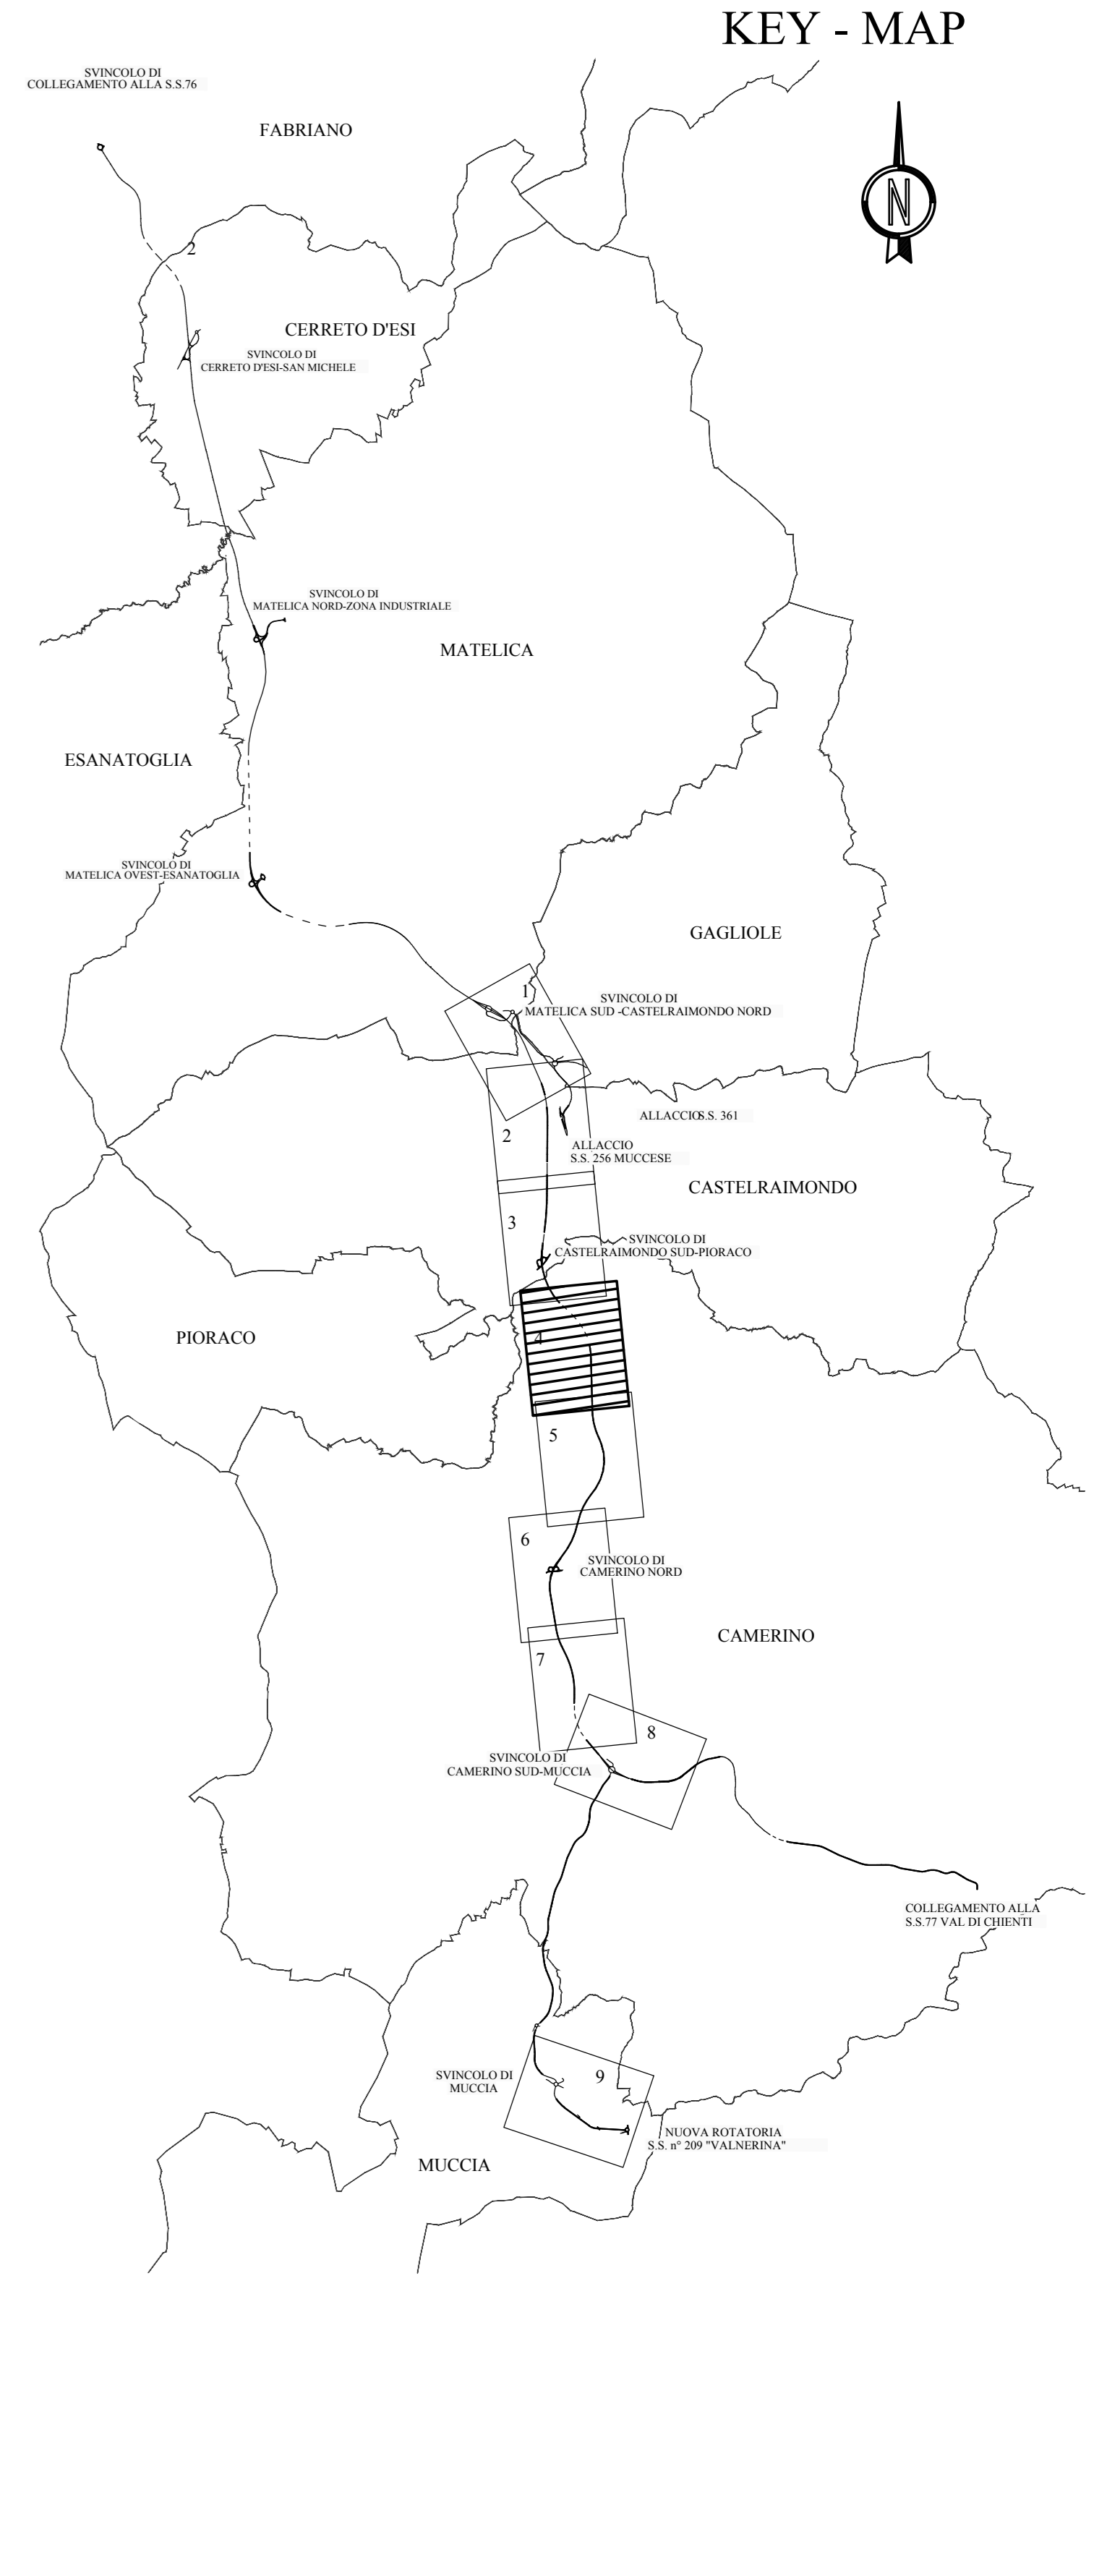 KEY - MAP
SVINCOLO DI
COLLEGAMENTO ALLA S.S.76
FABRIANO
N
2
CERRETO D'ESI
SVINCOLO DI
CERRETO D'ESI-SAN MICHELE
SVINCOLO DI
MATELICA NORD-ZONA INDUSTRIALE
MATELICA
ESANATOGLIA
SVINCOLO DI
MATELICA OVEST-ESANATOGLIA
GAGLIOLE
1
SVINCOLO DI
MATELICA SUD -CASTELRAIMONDO NORD
ALLACCIO S.S. 361
2
ALLACCIO
S.S. 256 MUCCESE
CASTELRAIMONDO
3
SVINCOLO DI
CASTELRAIMONDO SUD-PIORACO
PIORACO
4
5
6
SVINCOLO DI
CAMERINO NORD
CAMERINO
7
8
SVINCOLO DI
CAMERINO SUD-MUCCIA
COLLEGAMENTO ALLA
S.S.77 VAL DI CHIENTI
SVINCOLO DI
MUCCIA
9
NUOVA ROTATORIA
S.S. n° 209 "VALNERINA"
MUCCIA